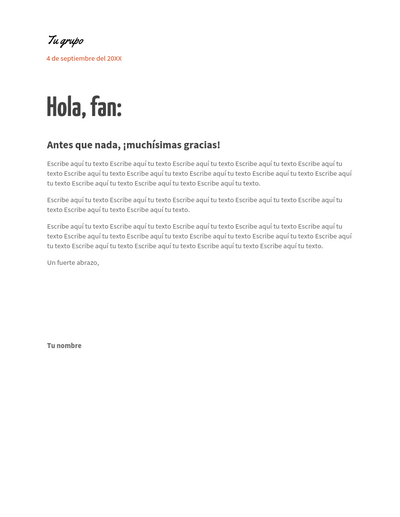 Tu grupo
4 de septiembre del 20XX
Hola, fan:
Antes que nada, ¡muchísimas gracias!
Escribe aquí tu texto Escribe aquí tu texto Escribe aquí tu texto Escribe aquí tu texto Escribe aquí tu
texto Escribe aquí tu texto Escribe aquí tu texto Escribe aquí tu texto Escribe aquí tu texto Escribe aquí
tu texto Escribe aquí tu texto Escribe aquí tu texto Escribe aquí tu texto.
Escribe aquí tu texto Escribe aquí tu texto Escribe aquí tu texto Escribe aquí tu texto Escribe aquí tu
texto Escribe aquí tu texto Escribe aquí tu texto.
Escribe aquí tu texto Escribe aquí tu texto Escribe aquí tu texto Escribe aquí tu texto Escribe aquí tu
texto Escribe aquí tu texto Escribe aquí tu texto Escribe aquí tu texto Escribe aquí tu texto Escribe aquí
tu texto Escribe aquí tu texto Escribe aquí tu texto Escribe aquí tu texto Escribe aquí tu texto.
Un fuerte abrazo,
Tu nombre